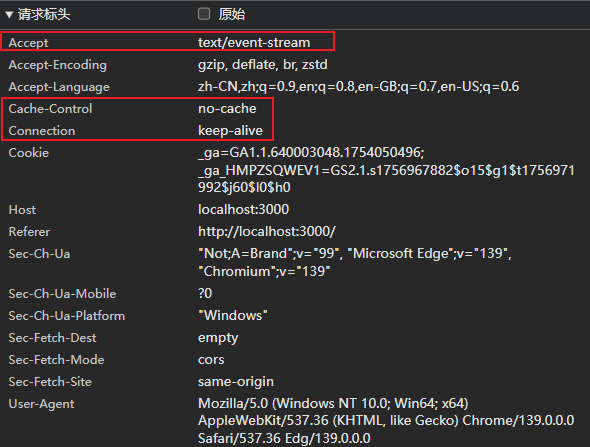 ▼ 请求标头 原始
Accept text/event-stream
Accept-Encoding gzip, deflate, br, zstd
Accept-Language zh-CN,zh;q=0.9,en;q=0.8,en-GB;q=0.7,en-US;q=0.6
Cache-Control no-cache
Connection keep-alive
Cookie _ga=GA1.1.640003048.1754050496;
_ga_HMPZSQWEV1=GS2.1.s1756967882$o15$g1$t1756971
992$j60$l0$h0
Host localhost:3000
Referer http://localhost:3000/
Sec-Ch-Ua "Not;A=Brand";v="99", "Microsoft Edge";v="139",
"Chromium";v="139"
Sec-Ch-Ua-Mobile ?0
Sec-Ch-Ua-Platform "Windows"
Sec-Fetch-Dest empty
Sec-Fetch-Mode cors
Sec-Fetch-Site same-origin
User-Agent Mozilla/5.0 (Windows NT 10.0; Win64; x64)
AppleWebKit/537.36 (KHTML, like Gecko) Chrome/139.0.0.0
Safari/537.36 Edg/139.0.0.0